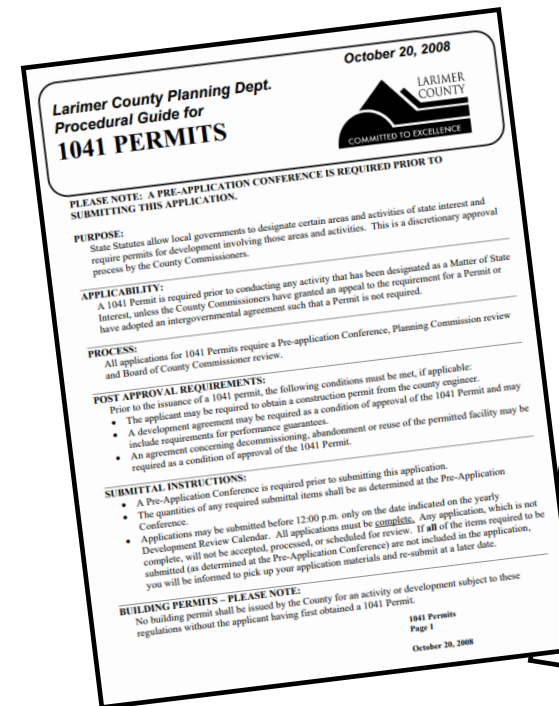 October 20, 2008
Larimer County Planning Dept.
Procedural Guide for
1041 PERMITS
LARIMER
COUNTY
COMMITTED TO EXCELLENCE
PLEASE NOTE: A PRE-APPLICATION CONFERENCE IS REQUIRED PRIOR TO
SUBMITTING THIS APPLICATION.
PURPOSE:
State Statutes allow local governments to designate certain areas and activities of state interest and
require permits for development involving those areas and activities. This is a discretionary approval
process by the County Commissioners.
APPLICABILITY:
A 1041 Permit is required prior to conducting any activity that has been designated as a Matter of State
Interest, unless the County Commissioners have granted an appeal to the requirement for a Permit or
have adopted an intergovernmental agreement such that a Permit is not required.
PROCESS:
All applications for 1041 Permits require a Pre-application Conference, Planning Commission review
and Board of County Commissioner review.
POST APPROVAL REQUIREMENTS:
Prior to the issuance of a 1041 permit, the following conditions must be met, if applicable:
• The applicant may be required to obtain a construction permit from the county engineer.
• A development agreement may be required as a condition of approval of the 1041 Permit and may
include requirements for performance guarantees.
• An agreement concerning decommissioning, abandonment or reuse of the permitted facility may be
required as a condition of approval of the 1041 Permit.
SUBMITTAL INSTRUCTIONS:
• A Pre-Application Conference is required prior to submitting this application.
• The quantities of any required submittal items shall be as determined at the Pre-Application
Conference.
• Applications may be submitted before 12:00 p.m. only on the date indicated on the yearly
Development Review Calendar. All applications must be complete. Any application, which is not
complete, will not be accepted, processed, or scheduled for review. If all of the items required to be
submitted (as determined at the Pre-Application Conference) are not included in the application,
you will be informed to pick up your application materials and re-submit at a later date.
BUILDING PERMITS – PLEASE NOTE:
No building permit shall be issued by the County for an activity or development subject to these
regulations without the applicant having first obtained a 1041 Permit.
1041 Permits
Page 1
October 20, 2008